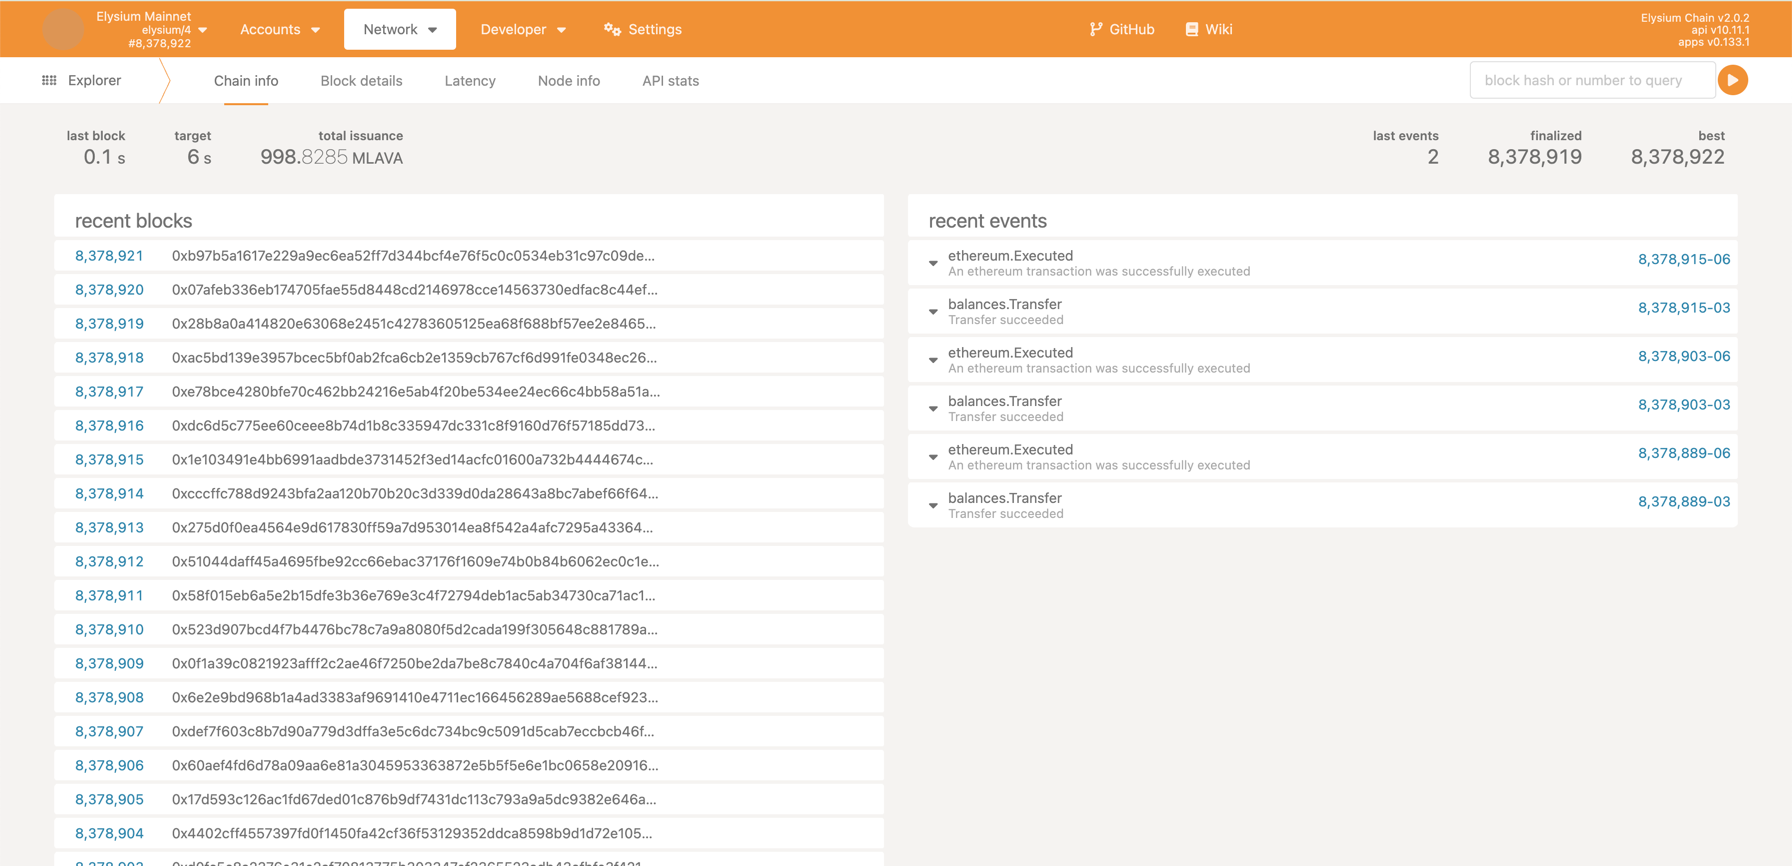 Elysium Mainnet
elysium/4
#8,378,922
Accounts
Network
Developer
Settings
GitHub
Wiki
Elysium Chain v2.0.2
api v10.11.1
apps v0.133.1
Explorer
Chain info
Block details
Latency
Node info
API stats
block hash or number to query
last block
0.1 s
target
6 s
total issuance
998.8285 MLAVA
last events
2
finalized
8,378,919
best
8,378,922
recent blocks
8,378,921 0xb97b5a1617e229a9ec6ea52ff7d344bcf4e76f5c0c0534eb31c97c09de...
8,378,920 0x07afeb336eb174705fae55d8448cd2146978cce14563730edfac8c44ef...
8,378,919 0x28b8a0a414820e63068e2451c42783605125ea68f688bf57ee2e8465...
8,378,918 0xac5bd139e3957bcec5bf0ab2fca6cb2e1359cb767cf6d991fe0348ec26...
8,378,917 0xe78bce4280bfe70c462bb24216e5ab4f20be534ee24ec66c4bb58a51a...
8,378,916 0xdc6d5c775ee60ceee8b74d1b8c335947dc331c8f9160d76f57185dd73...
8,378,915 0x1e103491e4bb6991aadbde3731452f3ed14acfc01600a732b4444674c...
8,378,914 0xcccffc788d9243bfa2aa120b70b20c3d339d0da28643a8bc7abef66f64...
8,378,913 0x275d0f0ea4564e9d617830ff59a7d953014ea8f542a4afc7295a43364...
8,378,912 0x51044daff45a4695fbe92cc66ebac37176f1609e74b0b84b6062ec0c1e...
8,378,911 0x58f015eb6a5e2b15dfe3b36e769e3c4f72794deb1ac5ab34730ca71ac1...
8,378,910 0x523d907bcd4f7b4476bc78c7a9a8080f5d2cada199f305648c881789a...
8,378,909 0x0f1a39c0821923afff2c2ae46f7250be2da7be8c7840c4a704f6af38144...
8,378,908 0x6e2e9bd968b1a4ad3383af9691410e4711ec166456289ae5688cef923...
8,378,907 0xdef7f603c8b7d90a779d3dffa3e5c6dc734bc9c5091d5cab7eccbcb46f...
8,378,906 0x60aef4fd6d78a09aa6e81a3045953363872e5b5f5e6e1bc0658e20916...
8,378,905 0x17d593c126ac1fd67ded01c876b9df7431dc113c793a9a5dc9382e646a...
8,378,904 0x4402cff4557397fd0f1450fa42cf36f53129352ddca8598b9d1d72e105...
recent events
ethereum.Executed 8,378,915-06
An ethereum transaction was successfully executed
balances.Transfer 8,378,915-03
Transfer succeeded
ethereum.Executed 8,378,903-06
An ethereum transaction was successfully executed
balances.Transfer 8,378,903-03
Transfer succeeded
ethereum.Executed 8,378,889-06
An ethereum transaction was successfully executed
balances.Transfer 8,378,889-03
Transfer succeeded